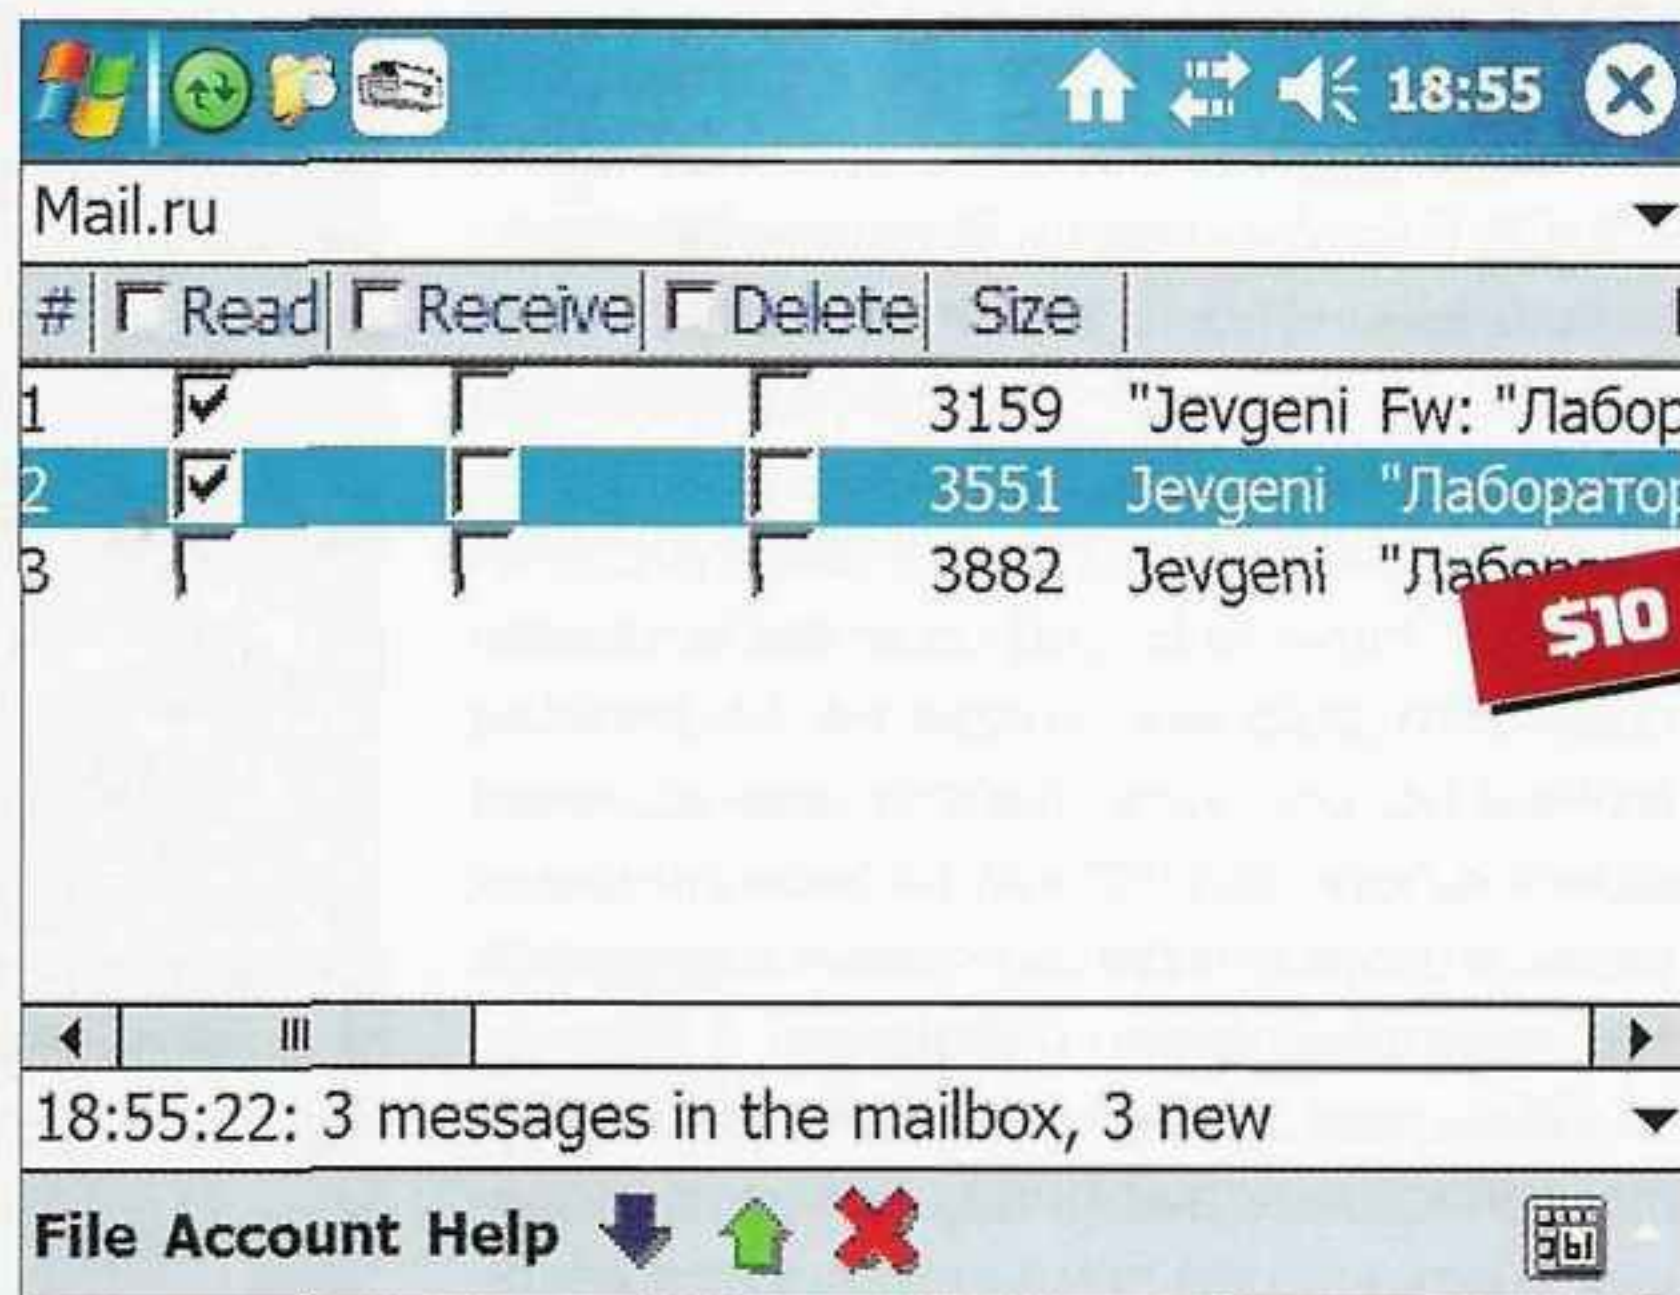 18:55
Mail.ru
# Read Receive Delete Size
1 3159 "Jevgeni Fw: "Лабор
2 3551 Jevgeni "Лаборатор
3 3882 Jevgeni
$10
18:55:22: 3 messages in the mailbox, 3 new
File Account Help